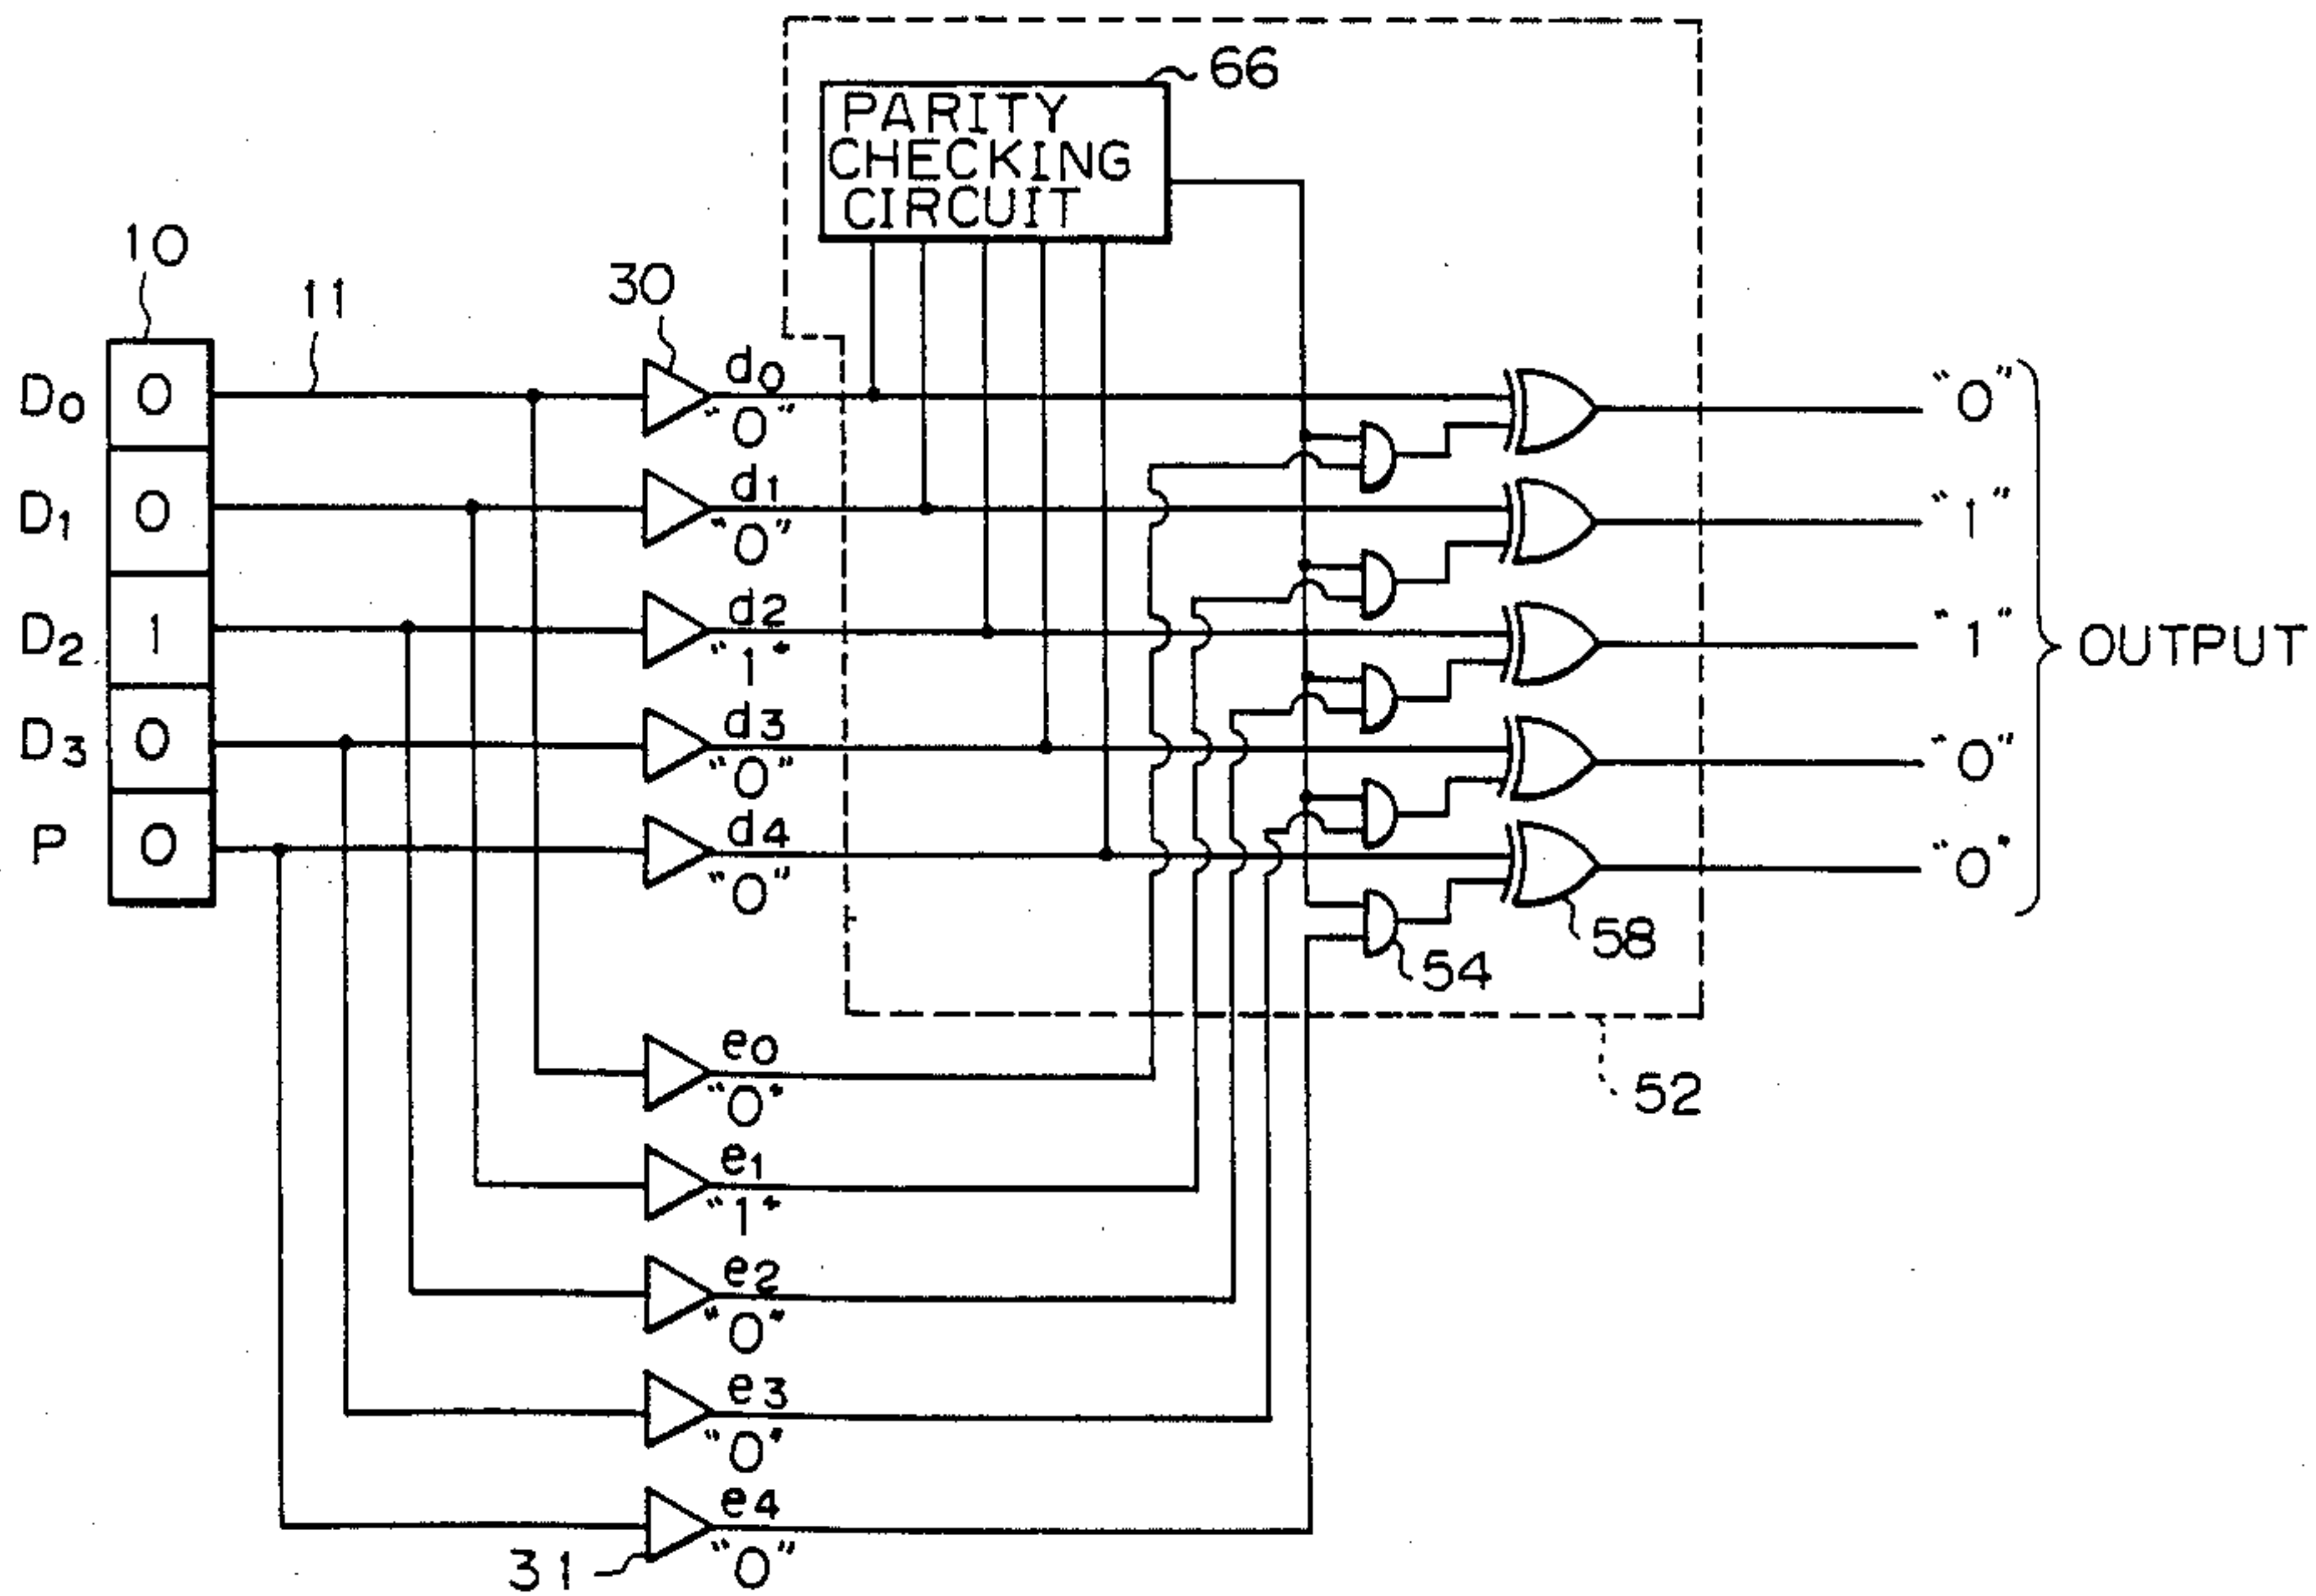 66
PARITY
CHECKING
CIRCUIT
10
11
30
D0 0 d0 "0" "0"
D1 0 d1 "0" "1"
D2 1 d2 "1" "1"
OUTPUT
D3 0 d3 "0" "0"
P 0 d4 "0" "0"
58
54
52
e0 "0"
e1 "1"
e2 "0"
e3 "0"
e4 "0"
31